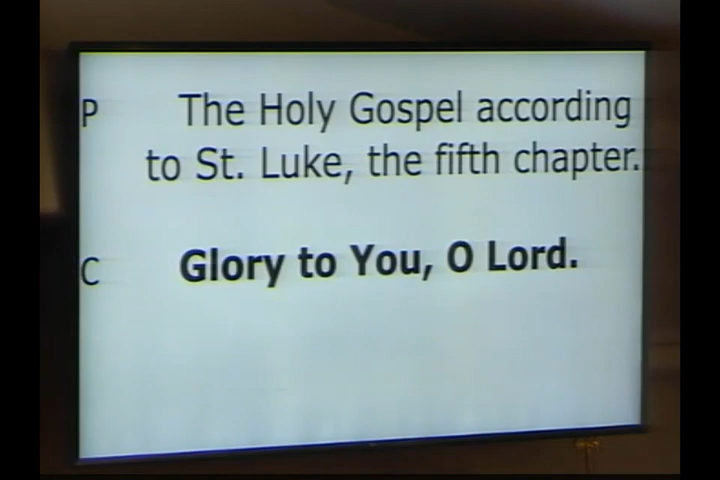 P The Holy Gospel according
to St. Luke, the fifth chapter.
C Glory to You, O Lord.